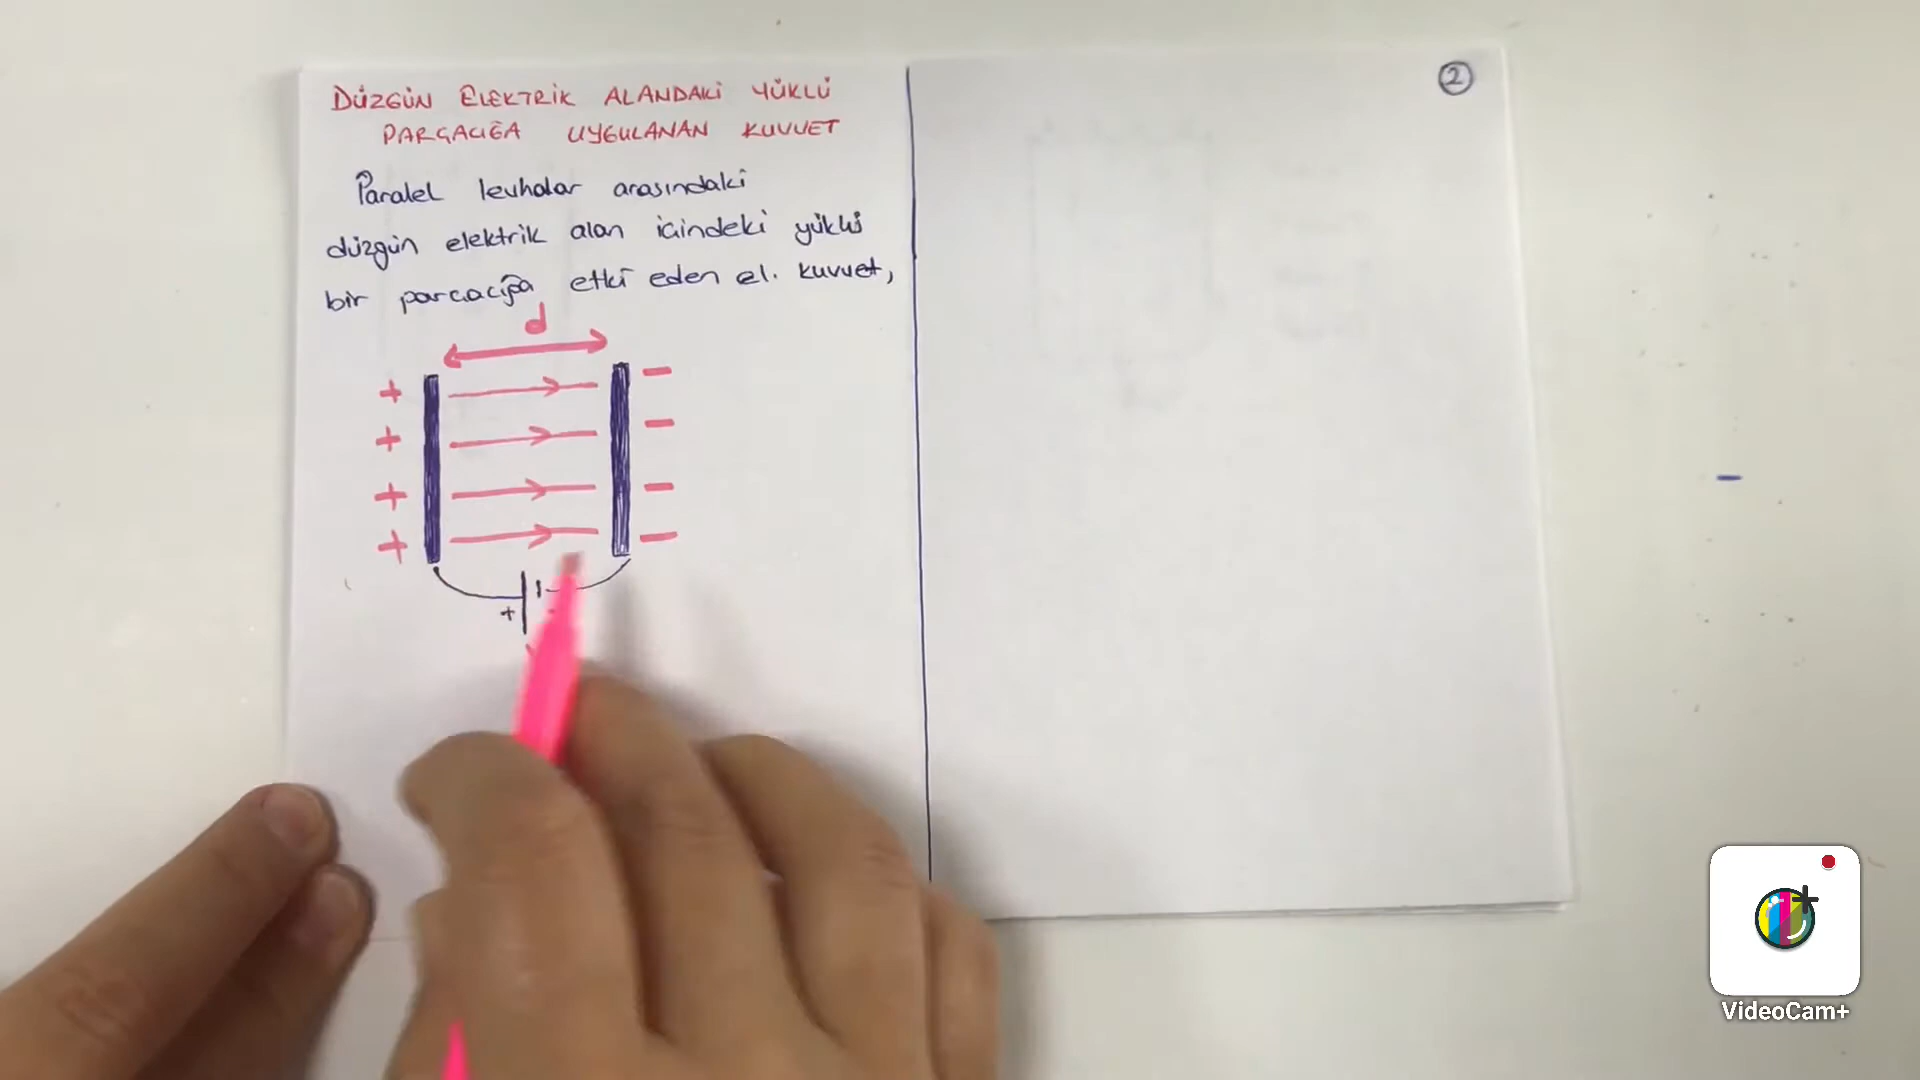 DÜZGÜN ELEKTRİK ALANDAKİ YÜKLÜ
PARÇACIĞA UYGULANAN KUVVET
Paralel levhalar arasındaki
düzgün elektrik alan içindeki yüklü
bir parçacığa etki eden el. kuvvet,
d
+ -
+ -
+ -
+ -
+
2
VideoCam+